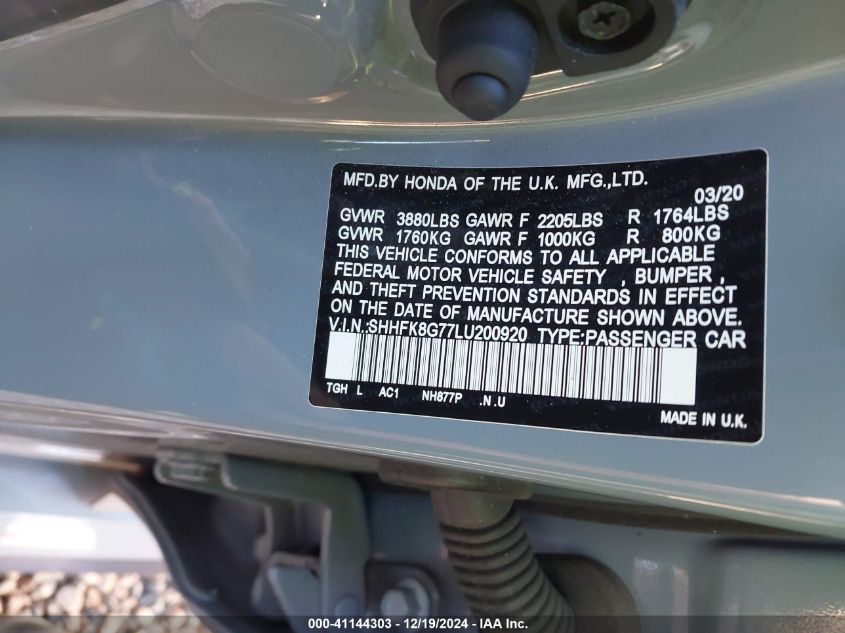 MFD.BY HONDA OF THE U.K. MFG.,LTD.
03/20
GVWR 3880LBS GAWR F 2205LBS R 1764LBS
GVWR 1760KG GAWR F 1000KG R 800KG
THIS VEHICLE CONFORMS TO ALL APPLICABLE
FEDERAL MOTOR VEHICLE SAFETY , BUMPER ,
AND THEFT PREVENTION STANDARDS IN EFFECT
ON THE DATE OF MANUFACTURE SHOWN ABOVE.
V.I.N.:SHHFK8G77LU200920 TYPE:PASSENGER CAR
TGH L AC1 NH877P .N.U
MADE IN U.K.
000-41144303 - 12/19/2024 - IAA Inc.